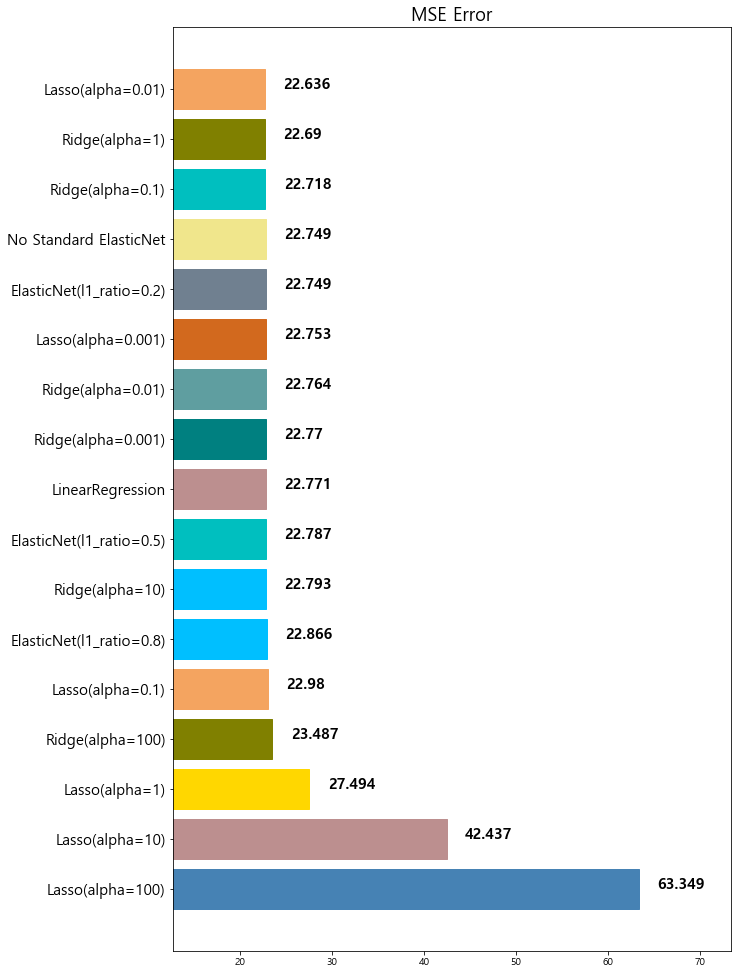 MSE Error
Lasso(alpha=0.01) 22.636
Ridge(alpha=1) 22.69
Ridge(alpha=0.1) 22.718
No Standard ElasticNet 22.749
ElasticNet(l1_ratio=0.2) 22.749
Lasso(alpha=0.001) 22.753
Ridge(alpha=0.01) 22.764
Ridge(alpha=0.001) 22.77
LinearRegression 22.771
ElasticNet(l1_ratio=0.5) 22.787
Ridge(alpha=10) 22.793
ElasticNet(l1_ratio=0.8) 22.866
Lasso(alpha=0.1) 22.98
Ridge(alpha=100) 23.487
Lasso(alpha=1) 27.494
Lasso(alpha=10) 42.437
Lasso(alpha=100) 63.349
20 30 40 50 60 70